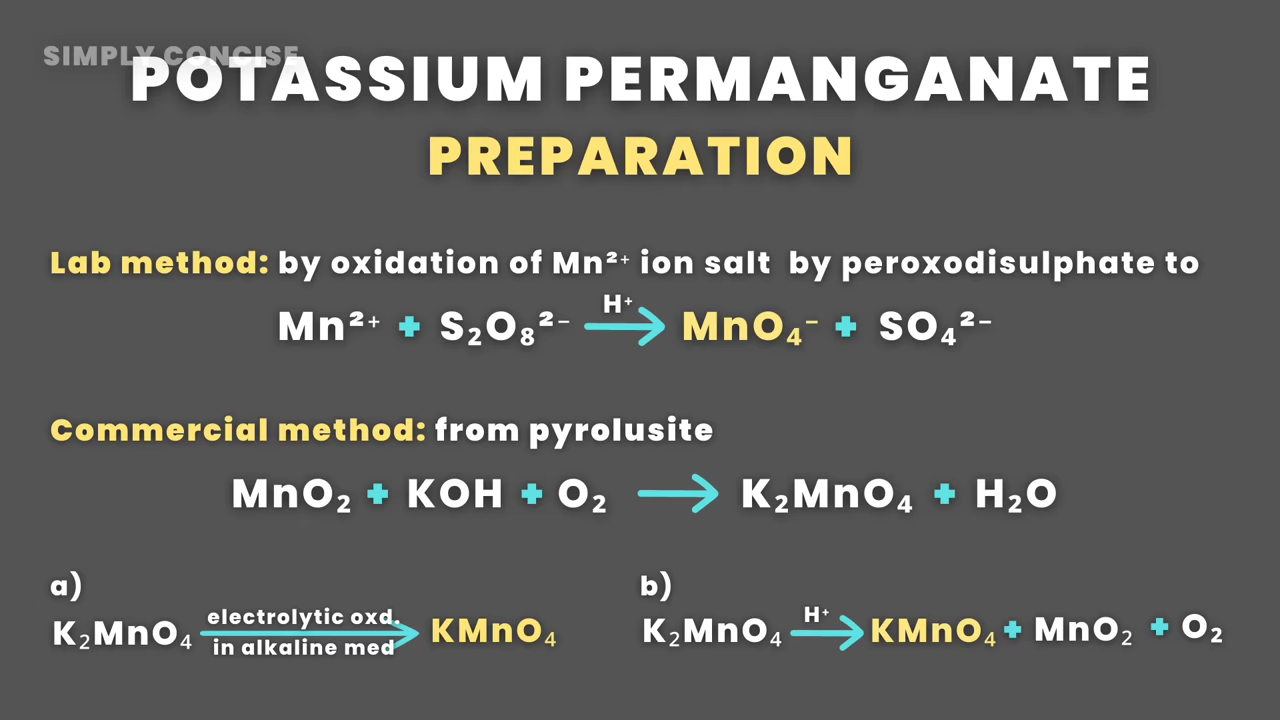 SIMPLY CONCISE
POTASSIUM PERMANGANATE
PREPARATION
Lab method: by oxidation of Mn²⁺ ion salt by peroxodisulphate to
H⁺
Mn²⁺ + S₂O₈²⁻ → MnO₄⁻ + SO₄²⁻
Commercial method: from pyrolusite
MnO₂ + KOH + O₂ → K₂MnO₄ + H₂O
a)
electrolytic oxd.
K₂MnO₄ → KMnO₄
in alkaline med
b)
H⁺
K₂MnO₄ → KMnO₄ + MnO₂ + O₂